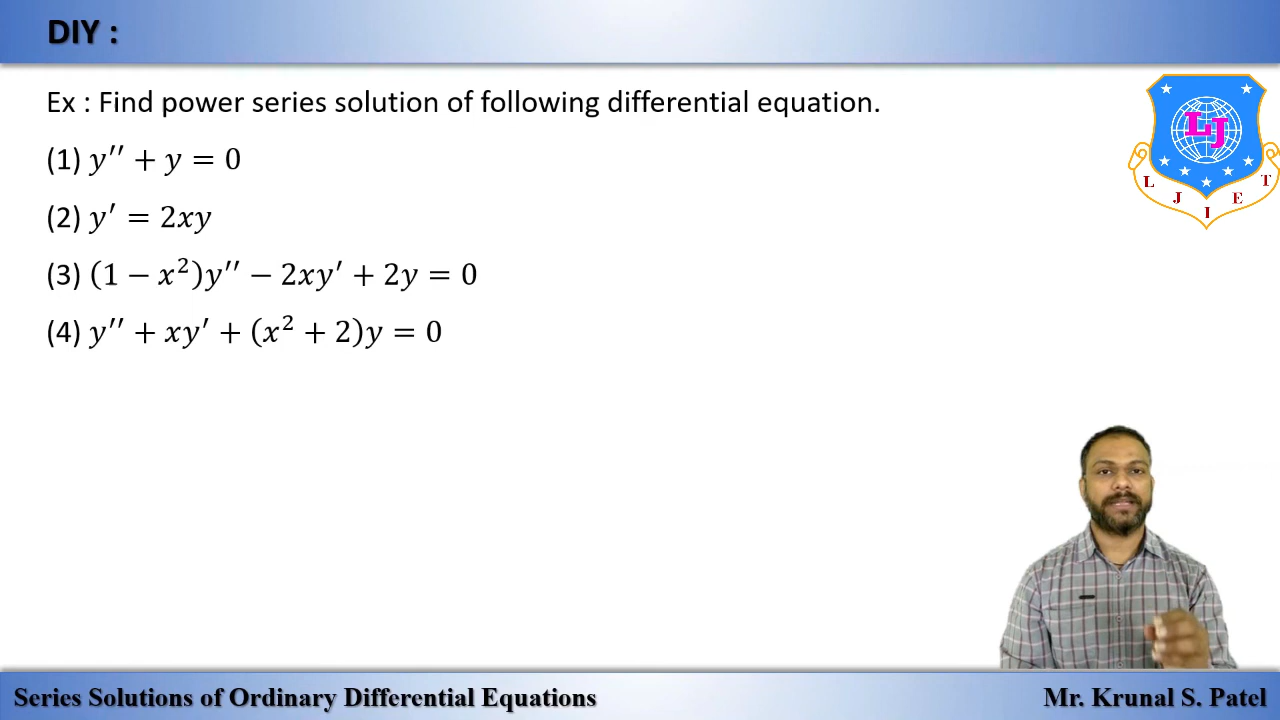 DIY :
Ex : Find power series solution of following differential equation.
(1) y′′ + y = 0
(2) y′ = 2xy
(3) (1 − x²)y′′ − 2xy′ + 2y = 0
(4) y′′ + xy′ + (x² + 2)y = 0
LJ
L J I E T
Series Solutions of Ordinary Differential Equations
Mr. Krunal S. Patel